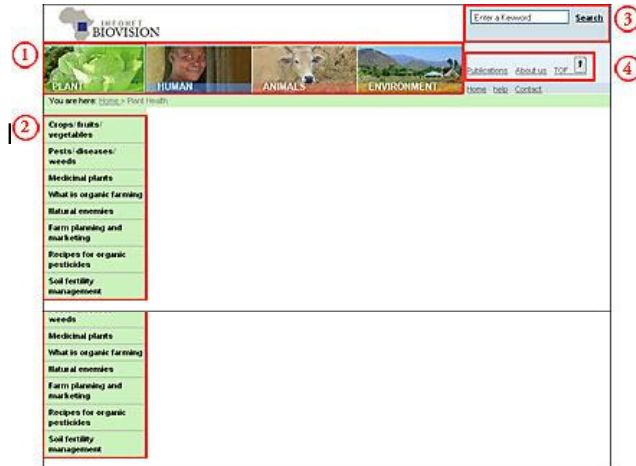 INFONET
BIOVISION
Enter a Keyword Search
3
1
4
PLANT HUMAN ANIMALS ENVIRONMENT
Publications About us TOF
Home help Contact
You are here: Home > Plant Health
2
Crops/fruits/
vegetables
Pests/diseases/
weeds
Medicinal plants
What is organic farming
Natural enemies
Farm planning and
marketing
Recipes for organic
pesticides
Soil fertility
management
weeds
Medicinal plants
What is organic farming
Natural enemies
Farm planning and
marketing
Recipes for organic
pesticides
Soil fertility
management